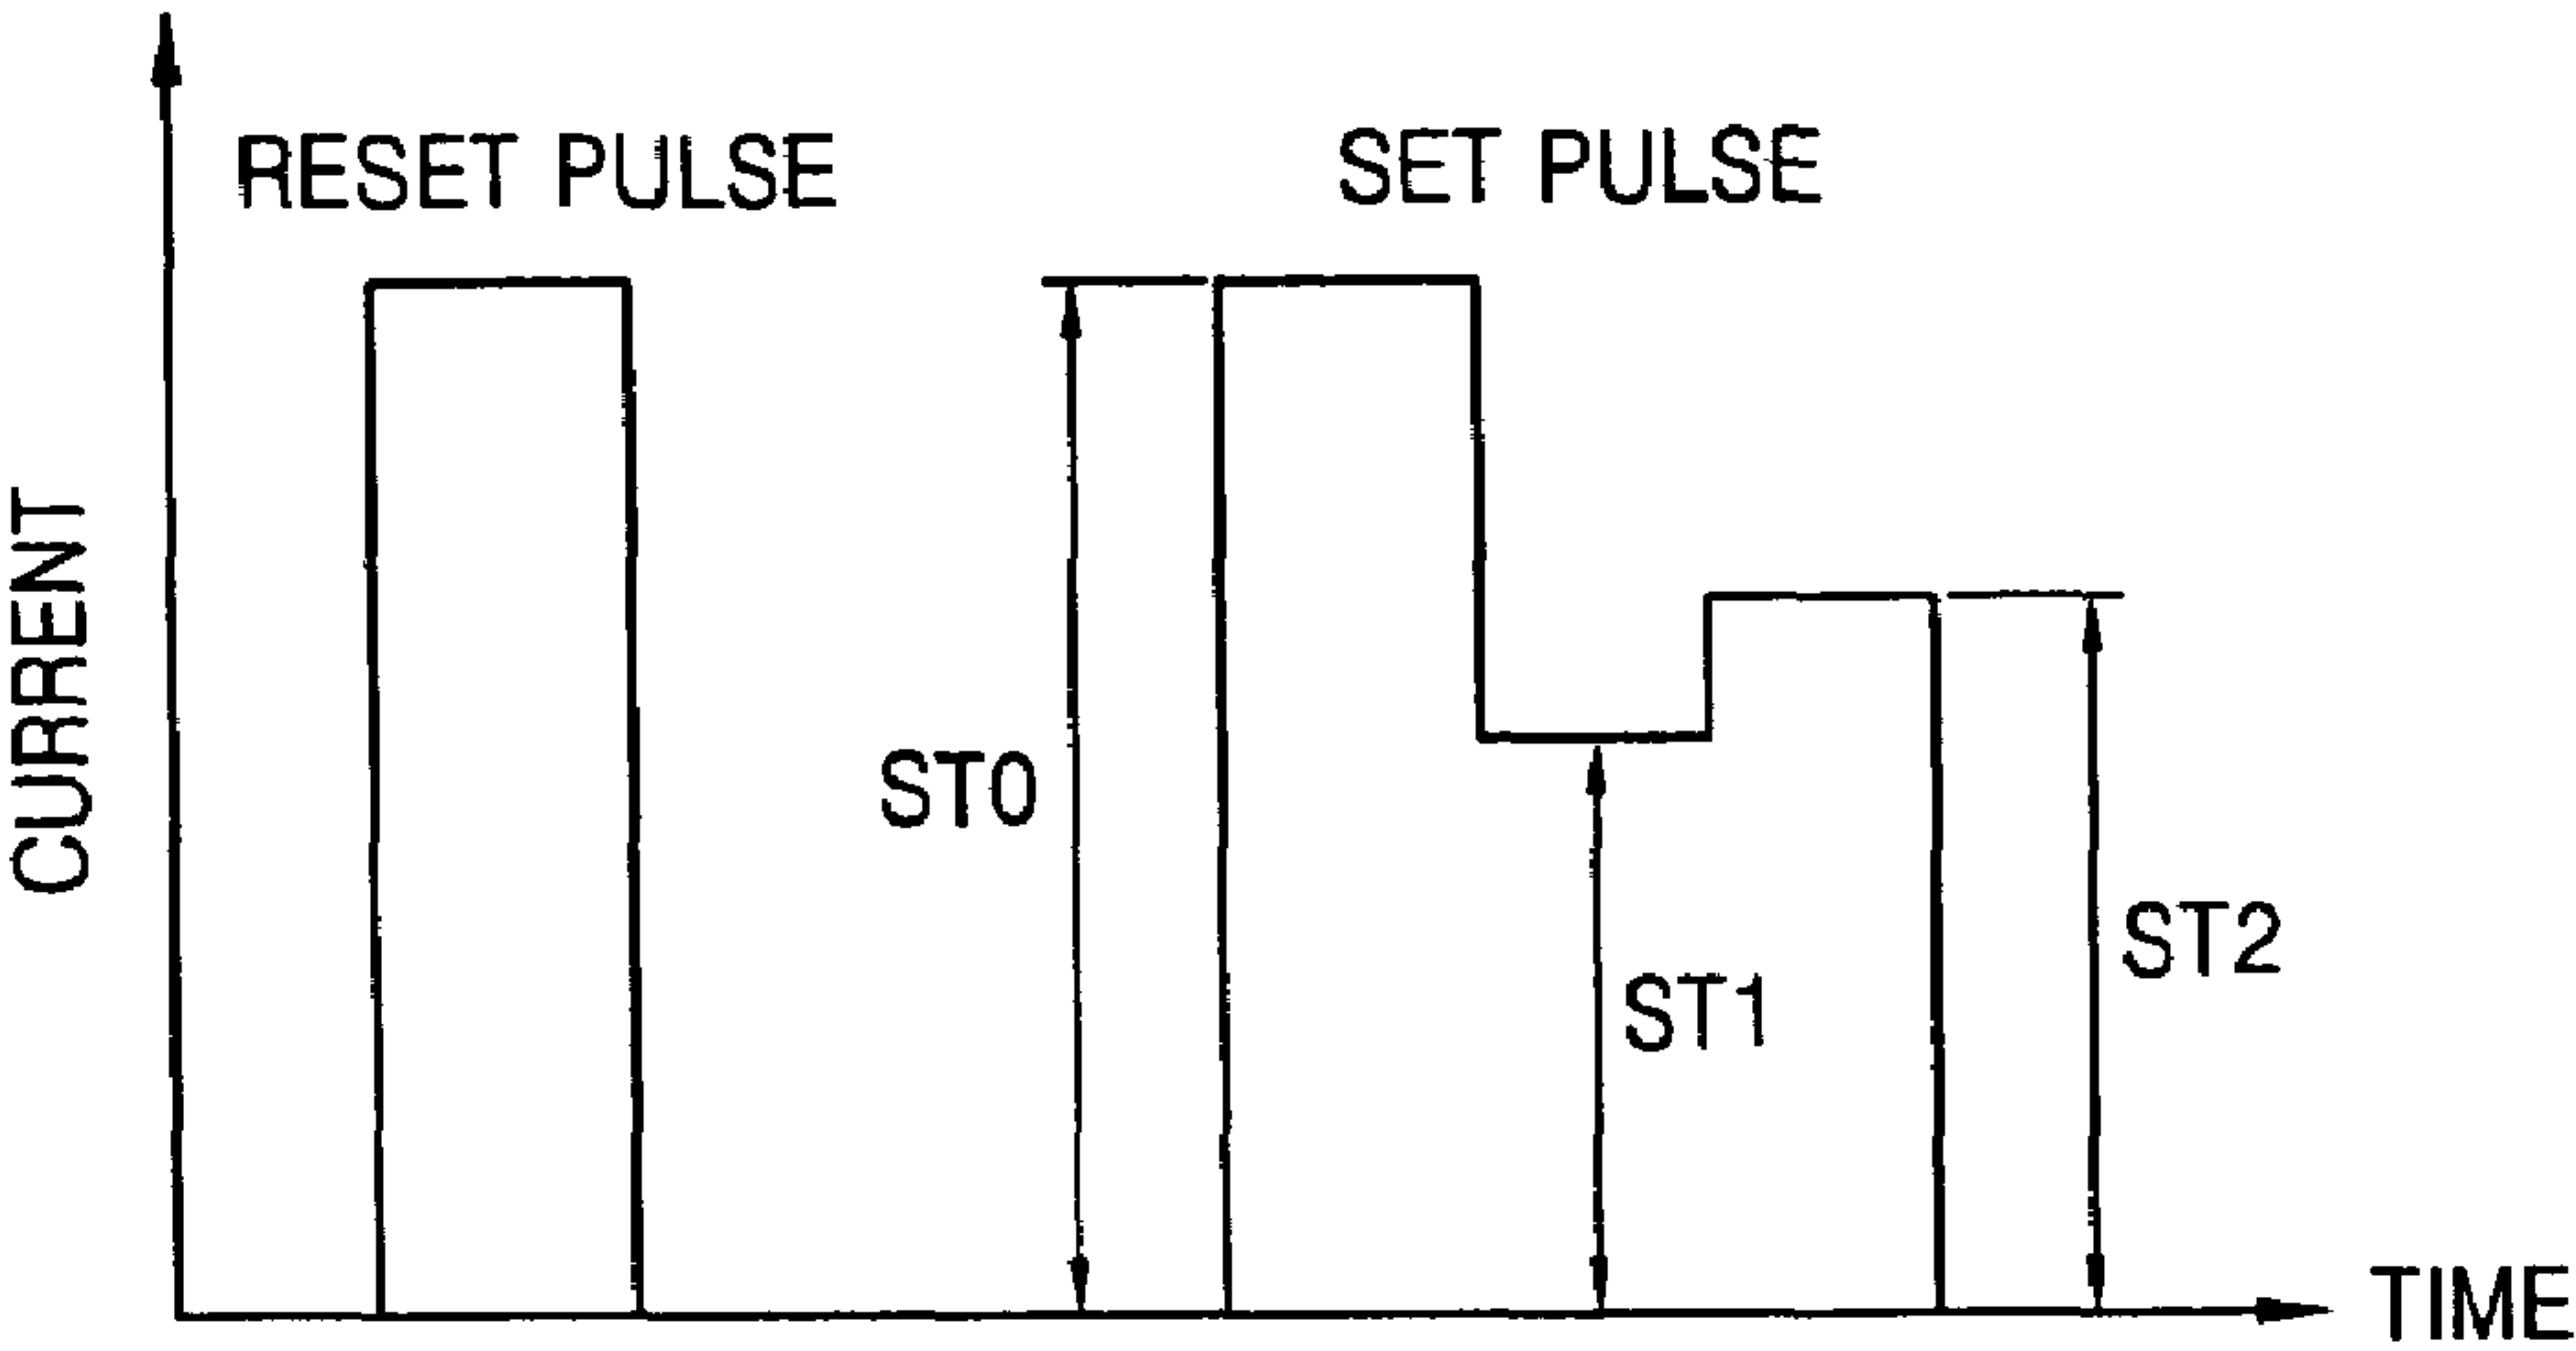 RESET PULSE
SET PULSE
CURRENT
ST0
ST1
ST2
TIME